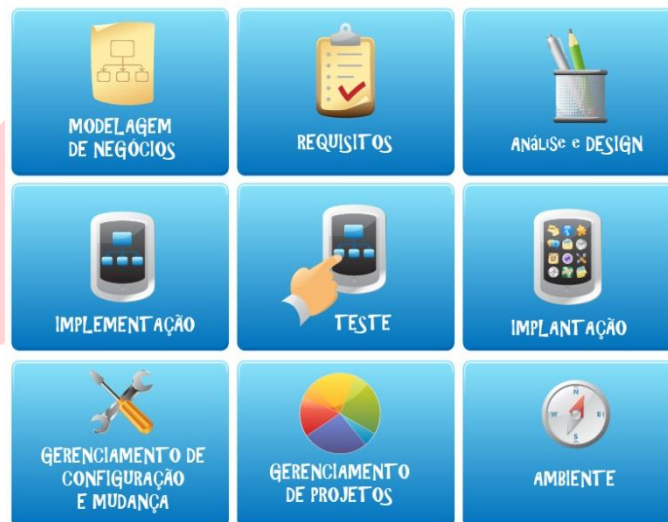 MODELAGEM
DE NEGÓCIOS
REQUISITOS
ANÁLISE e DESIGN
IMPLEMENTAÇÃO
TESTE
IMPLANTAÇÃO
GERENCIAMENTO DE
CONFIGURAÇÃO
E MUDANÇA
GERENCIAMENTO
DE PROJETOS
N
W E
S
AMBIENTE